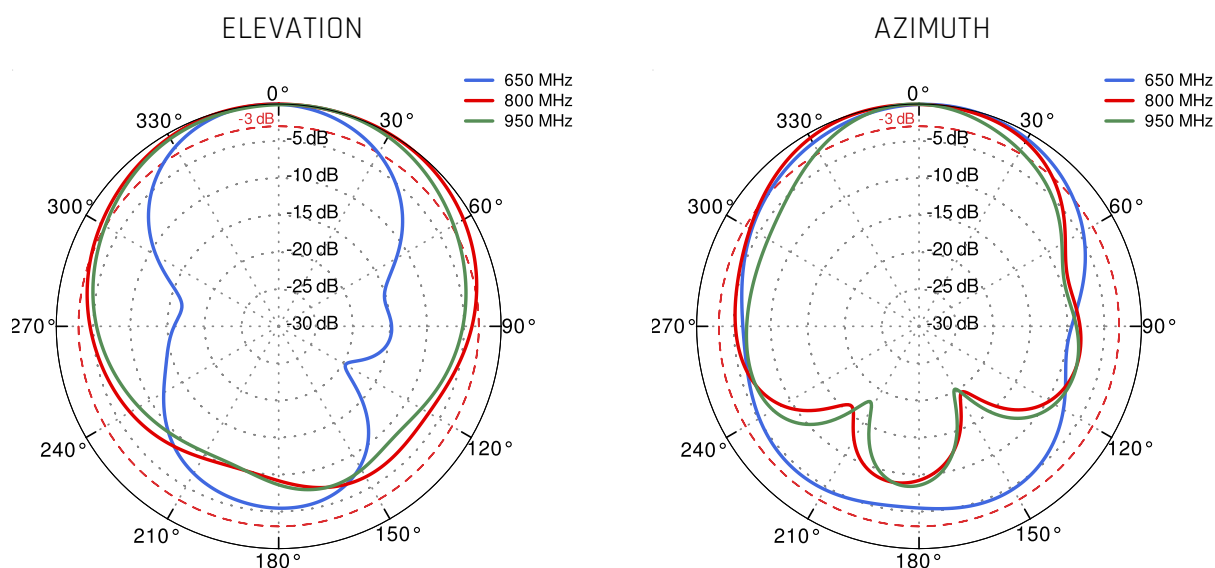 ELEVATION
650 MHz
800 MHz
950 MHz
0°
330°
-3 dB
30°
-5 dB
-10 dB
300°
60°
-15 dB
-20 dB
-25 dB
270°
-30 dB
90°
240°
120°
210°
150°
180°
AZIMUTH
650 MHz
800 MHz
950 MHz
0°
330°
-3 dB
30°
-5 dB
-10 dB
300°
60°
-15 dB
-20 dB
-25 dB
270°
-30 dB
90°
240°
120°
210°
150°
180°